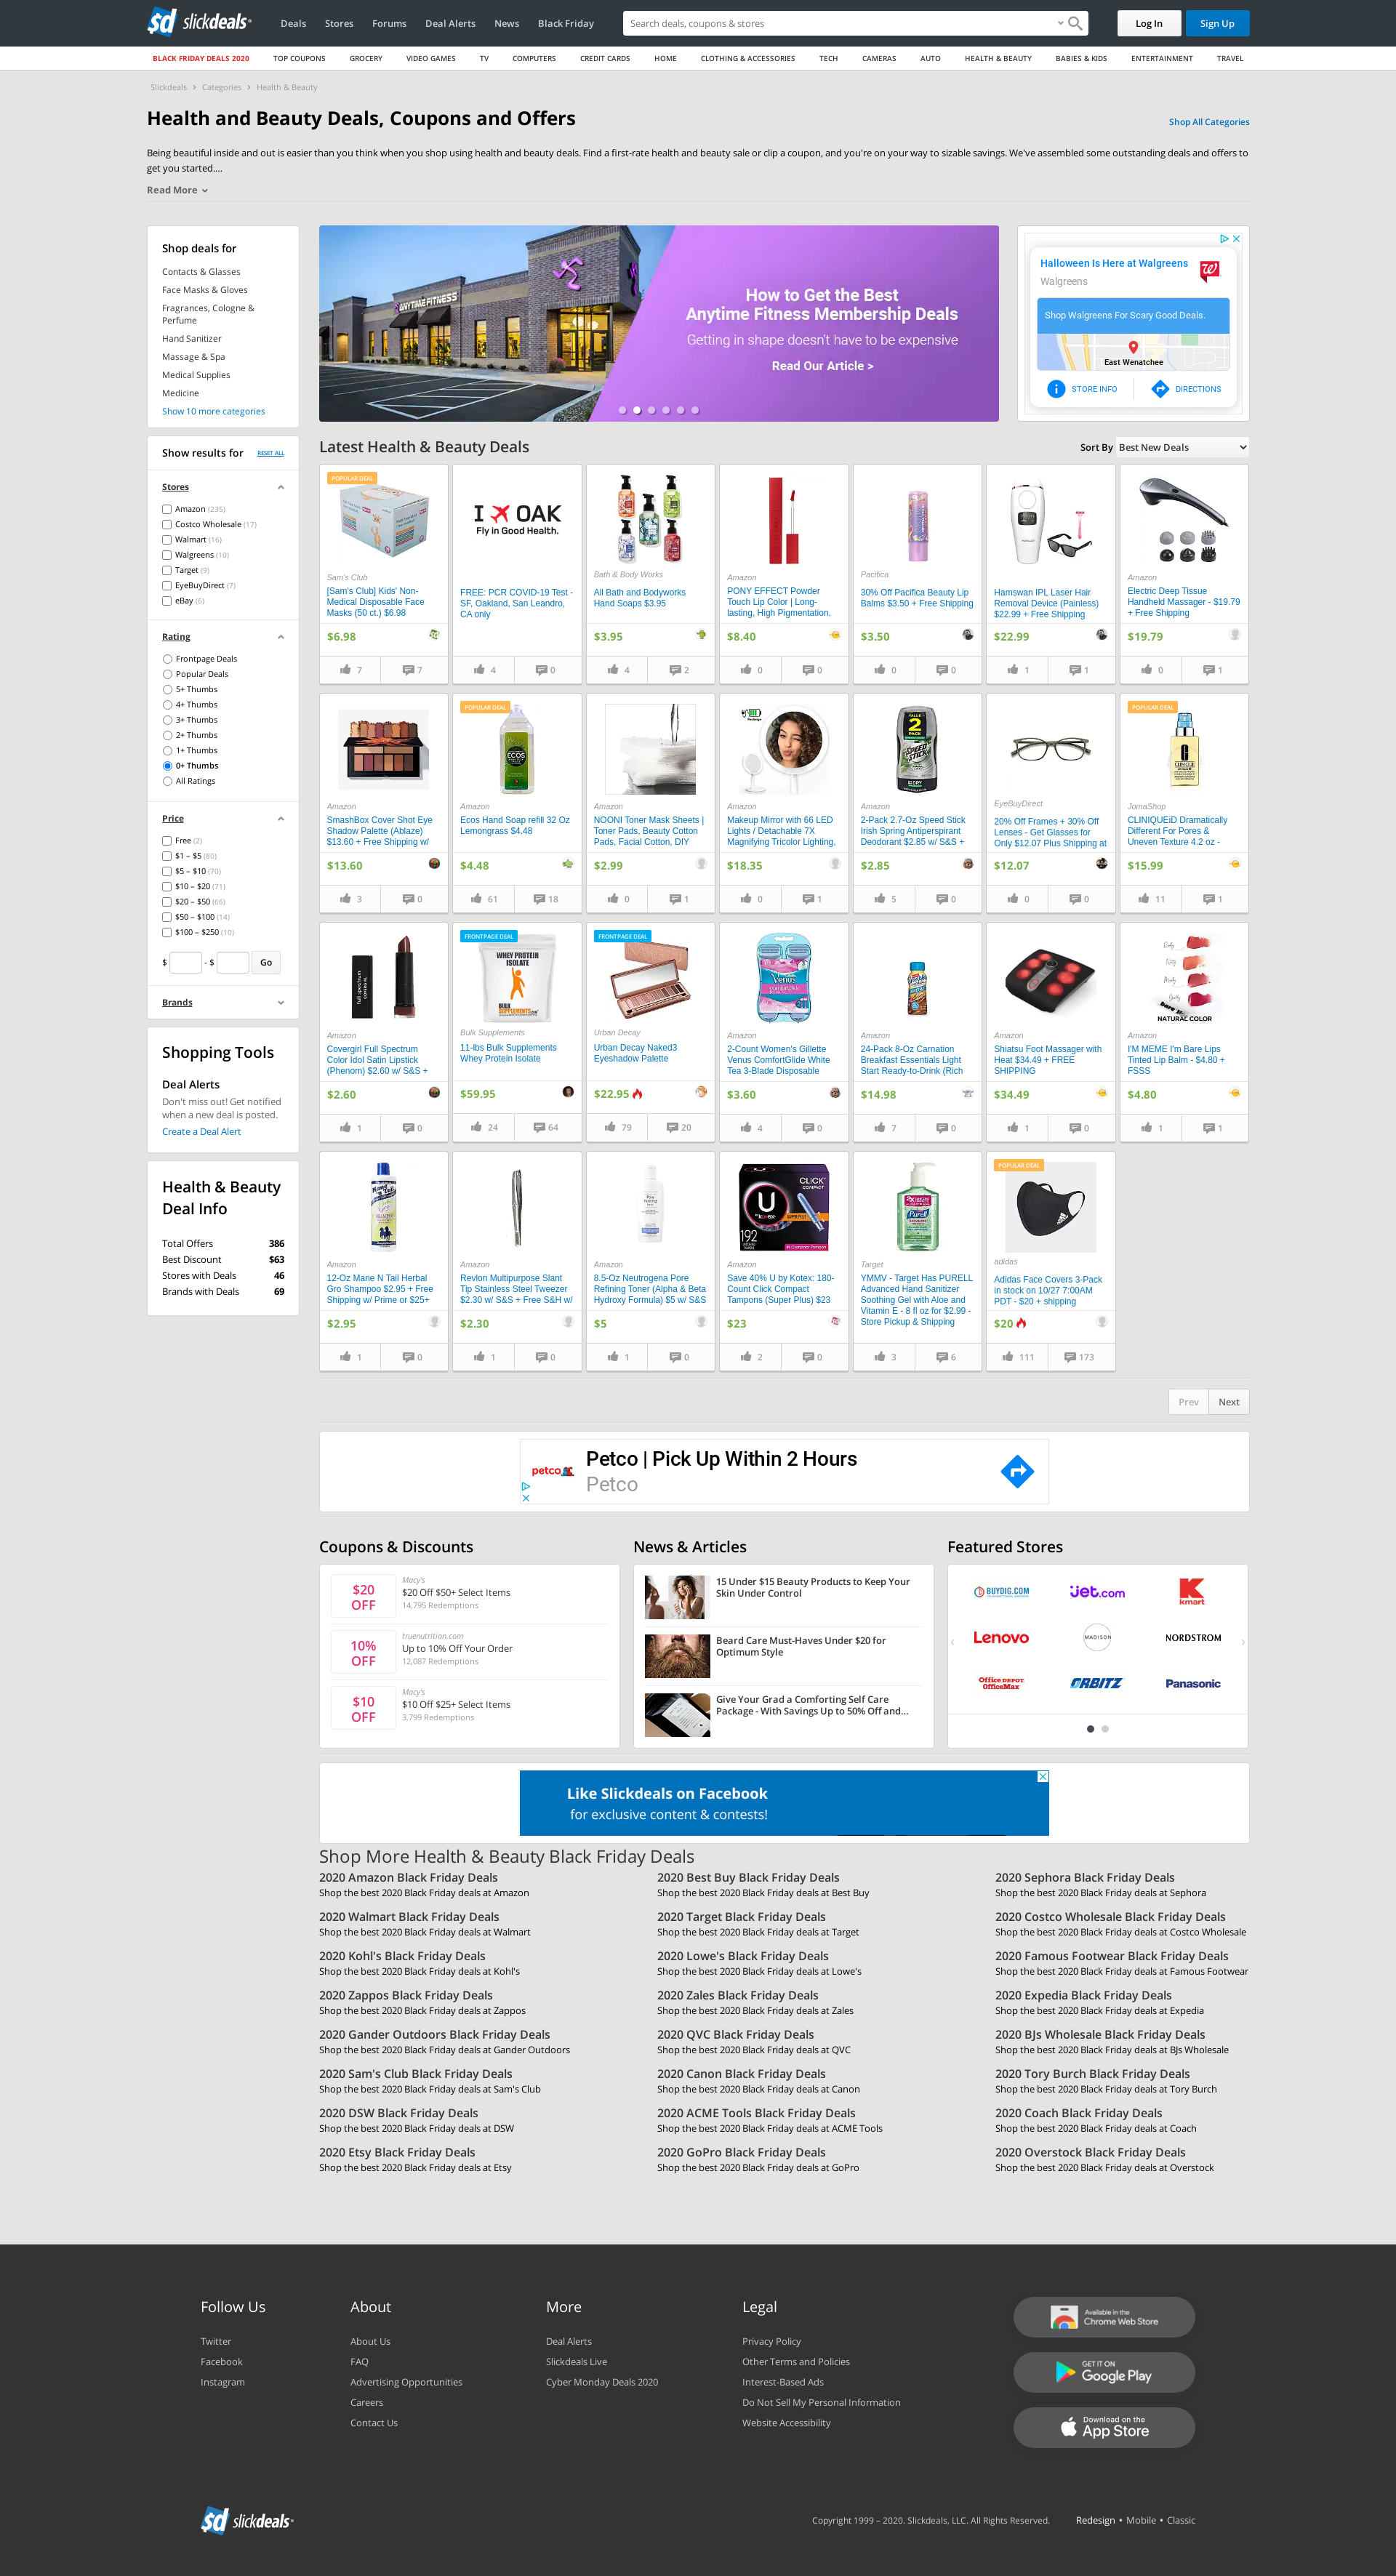 slickdeals
Deals
Stores
Forums
Deal Alerts
News
Black Friday
Search deals, coupons & stores
Log In
Sign Up
BLACK FRIDAY DEALS 2020
TOP COUPONS
GROCERY
VIDEO GAMES
TV
COMPUTERS
CREDIT CARDS
HOME
CLOTHING & ACCESSORIES
TECH
CAMERAS
AUTO
HEALTH & BEAUTY
BABIES & KIDS
ENTERTAINMENT
TRAVEL
Slickdeals › Categories › Health & Beauty
Health and Beauty Deals, Coupons and Offers
Shop All Categories
Being beautiful inside and out is easier than you think when you shop using health and beauty deals. Find a first-rate health and beauty sale or clip a coupon, and you're on your way to sizable savings. We've assembled some outstanding deals and offers to
get you started....
Read More
Shop deals for
Contacts & Glasses
Face Masks & Gloves
Fragrances, Cologne &
Perfume
Hand Sanitizer
Massage & Spa
Medical Supplies
Medicine
Show 10 more categories
Show results for
RESET ALL
Stores
Amazon (235)
Costco Wholesale (17)
Walmart (16)
Walgreens (10)
Target (9)
EyeBuyDirect (7)
eBay (6)
Rating
Frontpage Deals
Popular Deals
5+ Thumbs
4+ Thumbs
3+ Thumbs
2+ Thumbs
1+ Thumbs
0+ Thumbs
All Ratings
Price
Free (2)
$1 – $5 (80)
$5 – $10 (70)
$10 – $20 (71)
$20 – $50 (66)
$50 – $100 (14)
$100 – $250 (10)
$ - $ Go
Brands
Shopping Tools
Deal Alerts
Don't miss out! Get notified
when a new deal is posted.
Create a Deal Alert
Health & Beauty
Deal Info
Total Offers 386
Best Discount $63
Stores with Deals 46
Brands with Deals 69
ANYTIME FITNESS
How to Get the Best
Anytime Fitness Membership Deals
Getting in shape doesn't have to be expensive
Read Our Article >
Halloween Is Here at Walgreens
Walgreens
Shop Walgreens For Scary Good Deals.
East Wenatchee
STORE INFO
DIRECTIONS
Latest Health & Beauty Deals
Sort By Best New Deals
POPULAR DEAL
Sam's Club
[Sam's Club] Kids' Non-
Medical Disposable Face
Masks (50 ct.) $6.98
$6.98
7
7
I OAK
Fly in Good Health.
FREE: PCR COVID-19 Test -
SF, Oakland, San Leandro,
CA only
4
0
Bath & Body Works
All Bath and Bodyworks
Hand Soaps $3.95
$3.95
4
2
Amazon
PONY EFFECT Powder
Touch Lip Color | Long-
lasting, High Pigmentation,
$8.40
0
0
Pacifica
30% Off Pacifica Beauty Lip
Balms $3.50 + Free Shipping
$3.50
0
0
Hamswan IPL Laser Hair
Removal Device (Painless)
$22.99 + Free Shipping
$22.99
1
1
Amazon
Electric Deep Tissue
Handheld Massager - $19.79
+ Free Shipping
$19.79
0
1
Amazon
SmashBox Cover Shot Eye
Shadow Palette (Ablaze)
$13.60 + Free Shipping w/
$13.60
3
0
POPULAR DEAL
ECOS
Amazon
Ecos Hand Soap refill 32 Oz
Lemongrass $4.48
$4.48
61
18
Amazon
NOONI Toner Mask Sheets |
Toner Pads, Beauty Cotton
Pads, Facial Cotton, DIY
$2.99
0
1
Recharge
Amazon
Makeup Mirror with 66 LED
Lights / Detachable 7X
Magnifying Tricolor Lighting,
$18.35
0
1
2
PACK
SPEED STICK
Amazon
2-Pack 2.7-Oz Speed Stick
Irish Spring Antiperspirant
Deodorant $2.85 w/ S&S +
$2.85
5
0
EyeBuyDirect
20% Off Frames + 30% Off
Lenses - Get Glasses for
Only $12.07 Plus Shipping at
$12.07
0
0
POPULAR DEAL
CLINIQUE
JomaShop
CLINIQUEiD Dramatically
Different For Pores &
Uneven Texture 4.2 oz -
$15.99
11
1
full spectrum
COVERGIRL
Amazon
Covergirl Full Spectrum
Color Idol Satin Lipstick
(Phenom) $2.60 w/ S&S +
$2.60
1
0
FRONTPAGE DEAL
WHEY PROTEIN
ISOLATE
BULK
SUPPLEMENTS
Bulk Supplements
11-lbs Bulk Supplements
Whey Protein Isolate
$59.95
24
64
FRONTPAGE DEAL
Urban Decay
Urban Decay Naked3
Eyeshadow Palette
$22.95
79
20
Venus
Amazon
2-Count Women's Gillette
Venus ComfortGlide White
Tea 3-Blade Disposable
$3.60
4
0
Amazon
24-Pack 8-Oz Carnation
Breakfast Essentials Light
Start Ready-to-Drink (Rich
$14.98
7
0
Amazon
Shiatsu Foot Massager with
Heat $34.49 + FREE
SHIPPING
$34.49
1
0
NATURAL COLOR
Amazon
I'M MEME I'm Bare Lips
Tinted Lip Balm - $4.80 +
FSSS
$4.80
1
1
Amazon
12-Oz Mane N Tail Herbal
Gro Shampoo $2.95 + Free
Shipping w/ Prime or $25+
$2.95
1
0
Amazon
Revlon Multipurpose Slant
Tip Stainless Steel Tweezer
$2.30 w/ S&S + Free S&H w/
$2.30
1
0
Amazon
8.5-Oz Neutrogena Pore
Refining Toner (Alpha & Beta
Hydroxy Formula) $5 w/ S&S
$5
1
0
U
CLICK
COMPACT
192
Amazon
Save 40% U by Kotex: 180-
Count Click Compact
Tampons (Super Plus) $23
$23
2
0
PURELL
Target
YMMV - Target Has PURELL
Advanced Hand Sanitizer
Soothing Gel with Aloe and
Vitamin E - 8 fl oz for $2.99 -
Store Pickup & Shipping
3
6
POPULAR DEAL
adidas
Adidas Face Covers 3-Pack
in stock on 10/27 7:00AM
PDT - $20 + shipping
$20
111
173
Prev
Next
petco
Petco | Pick Up Within 2 Hours
Petco
Coupons & Discounts
$20
OFF
Macy's
$20 Off $50+ Select Items
14,795 Redemptions
10%
OFF
truenutrition.com
Up to 10% Off Your Order
12,087 Redemptions
$10
OFF
Macy's
$10 Off $25+ Select Items
3,799 Redemptions
News & Articles
15 Under $15 Beauty Products to Keep Your
Skin Under Control
Beard Care Must-Haves Under $20 for
Optimum Style
Give Your Grad a Comforting Self Care
Package - With Savings Up to 50% Off and...
Featured Stores
BUYDIG.COM
jet.com
kmart
Lenovo
MADISON
NORDSTROM
Office DEPOT
OfficeMax
ORBITZ
Panasonic
Like Slickdeals on Facebook
for exclusive content & contests!
Shop More Health & Beauty Black Friday Deals
2020 Amazon Black Friday Deals
Shop the best 2020 Black Friday deals at Amazon
2020 Best Buy Black Friday Deals
Shop the best 2020 Black Friday deals at Best Buy
2020 Sephora Black Friday Deals
Shop the best 2020 Black Friday deals at Sephora
2020 Walmart Black Friday Deals
Shop the best 2020 Black Friday deals at Walmart
2020 Target Black Friday Deals
Shop the best 2020 Black Friday deals at Target
2020 Costco Wholesale Black Friday Deals
Shop the best 2020 Black Friday deals at Costco Wholesale
2020 Kohl's Black Friday Deals
Shop the best 2020 Black Friday deals at Kohl's
2020 Lowe's Black Friday Deals
Shop the best 2020 Black Friday deals at Lowe's
2020 Famous Footwear Black Friday Deals
Shop the best 2020 Black Friday deals at Famous Footwear
2020 Zappos Black Friday Deals
Shop the best 2020 Black Friday deals at Zappos
2020 Zales Black Friday Deals
Shop the best 2020 Black Friday deals at Zales
2020 Expedia Black Friday Deals
Shop the best 2020 Black Friday deals at Expedia
2020 Gander Outdoors Black Friday Deals
Shop the best 2020 Black Friday deals at Gander Outdoors
2020 QVC Black Friday Deals
Shop the best 2020 Black Friday deals at QVC
2020 BJs Wholesale Black Friday Deals
Shop the best 2020 Black Friday deals at BJs Wholesale
2020 Sam's Club Black Friday Deals
Shop the best 2020 Black Friday deals at Sam's Club
2020 Canon Black Friday Deals
Shop the best 2020 Black Friday deals at Canon
2020 Tory Burch Black Friday Deals
Shop the best 2020 Black Friday deals at Tory Burch
2020 DSW Black Friday Deals
Shop the best 2020 Black Friday deals at DSW
2020 ACME Tools Black Friday Deals
Shop the best 2020 Black Friday deals at ACME Tools
2020 Coach Black Friday Deals
Shop the best 2020 Black Friday deals at Coach
2020 Etsy Black Friday Deals
Shop the best 2020 Black Friday deals at Etsy
2020 GoPro Black Friday Deals
Shop the best 2020 Black Friday deals at GoPro
2020 Overstock Black Friday Deals
Shop the best 2020 Black Friday deals at Overstock
Follow Us
Twitter
Facebook
Instagram
About
About Us
FAQ
Advertising Opportunities
Careers
Contact Us
More
Deal Alerts
Slickdeals Live
Cyber Monday Deals 2020
Legal
Privacy Policy
Other Terms and Policies
Interest-Based Ads
Do Not Sell My Personal Information
Website Accessibility
Available in the
Chrome Web Store
GET IT ON
Google Play
Download on the
App Store
slickdeals
Copyright 1999 – 2020. Slickdeals, LLC. All Rights Reserved.
Redesign • Mobile • Classic